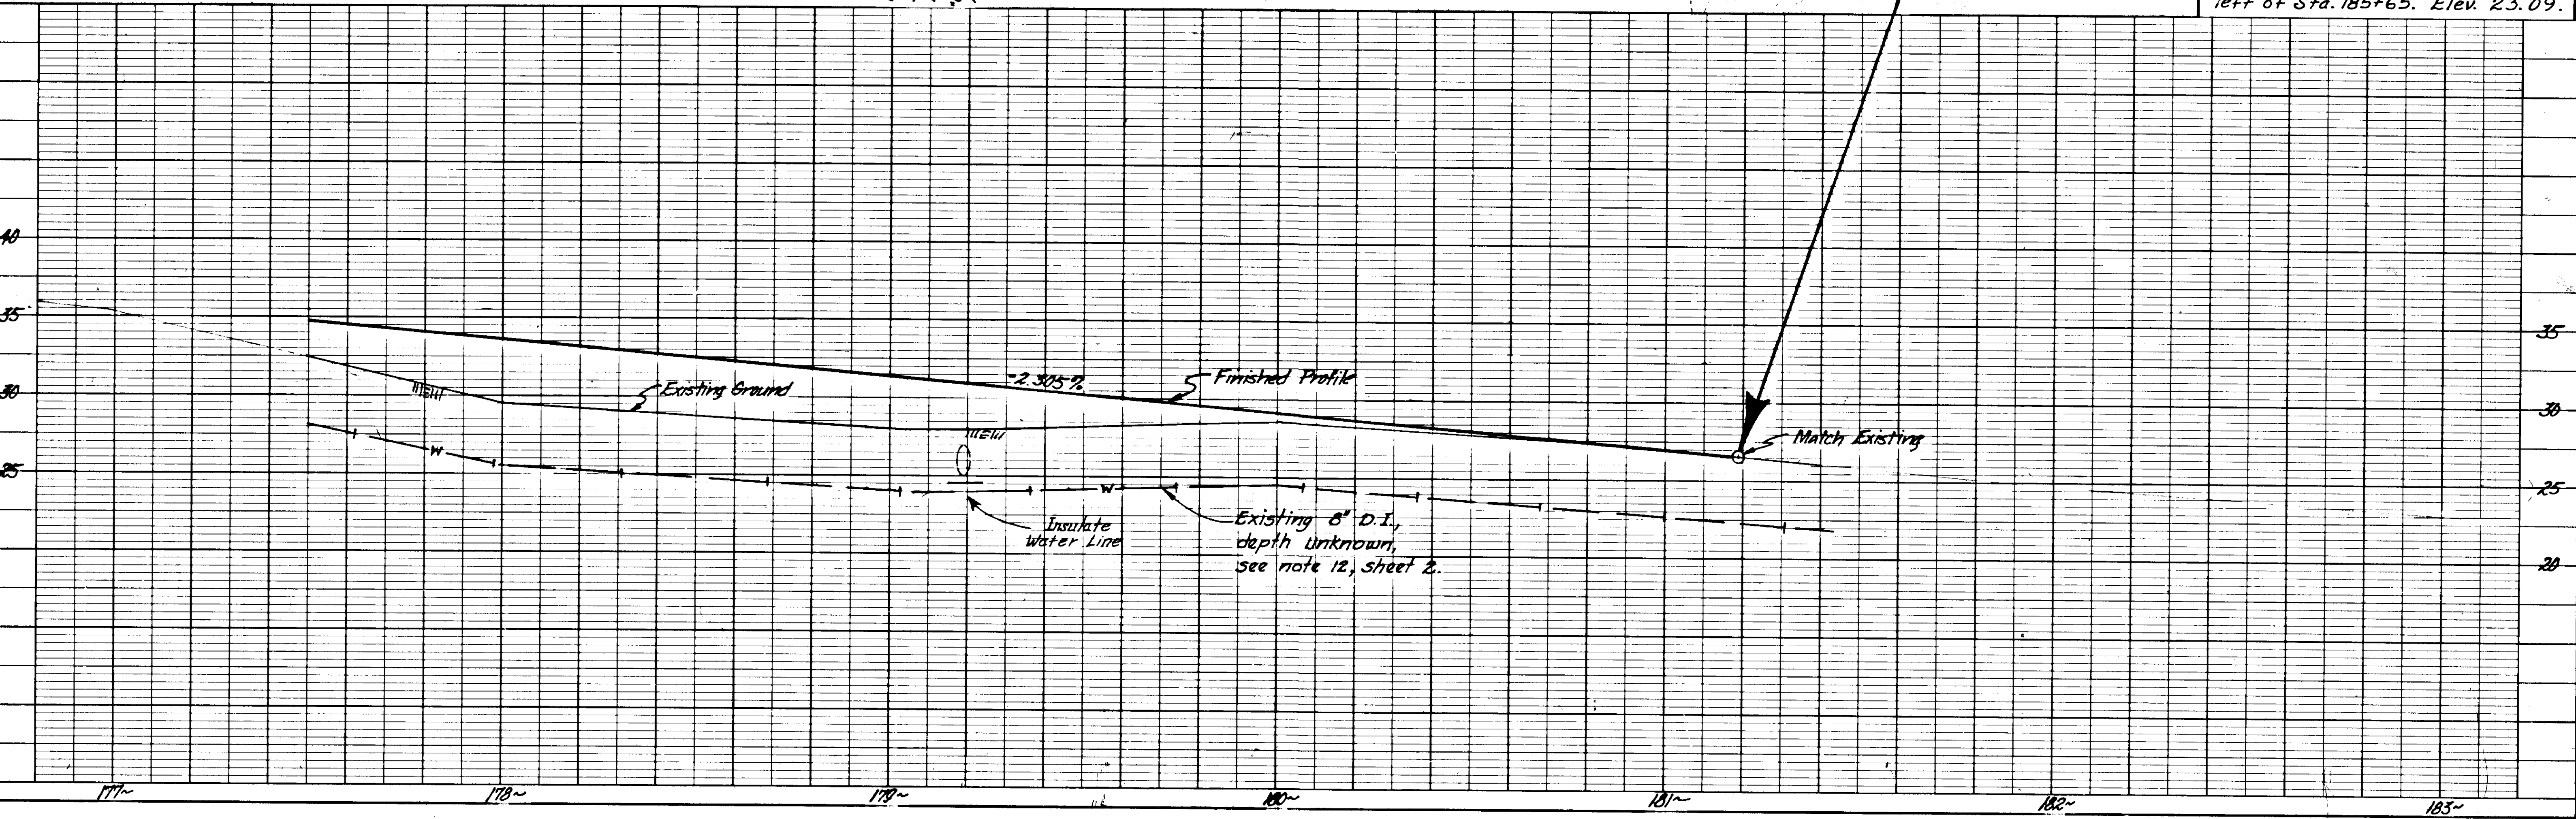 left of Sta. 185+65. Elev. 23.09.
40
35
35
-2.305%
Finished Profile
30
Existing Ground
30
Match Existing
W
25
W
25
Insulate
Water Line
Existing 8" D.I.,
depth unknown,
see note 12, sheet 2.
20
177~
178~
179~
180~
181~
182~
183~